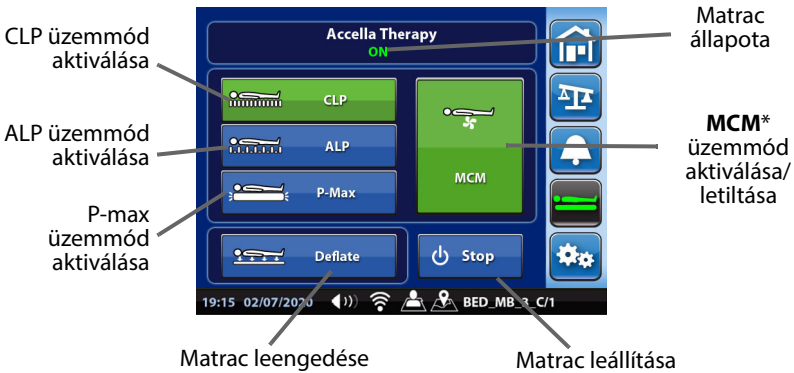 CLP üzemmód
aktiválása
ALP üzemmód
aktiválása
P-max
üzemmód
aktiválása
Accella Therapy
ON
CLP
ALP
P-Max
MCM
Deflate
Stop
19:15 02/07/2020 BED_MB_3_C/1
Matrac
állapota
MCM*
üzemmód
aktiválása/
letiltása
Matrac leengedése
Matrac leállítása